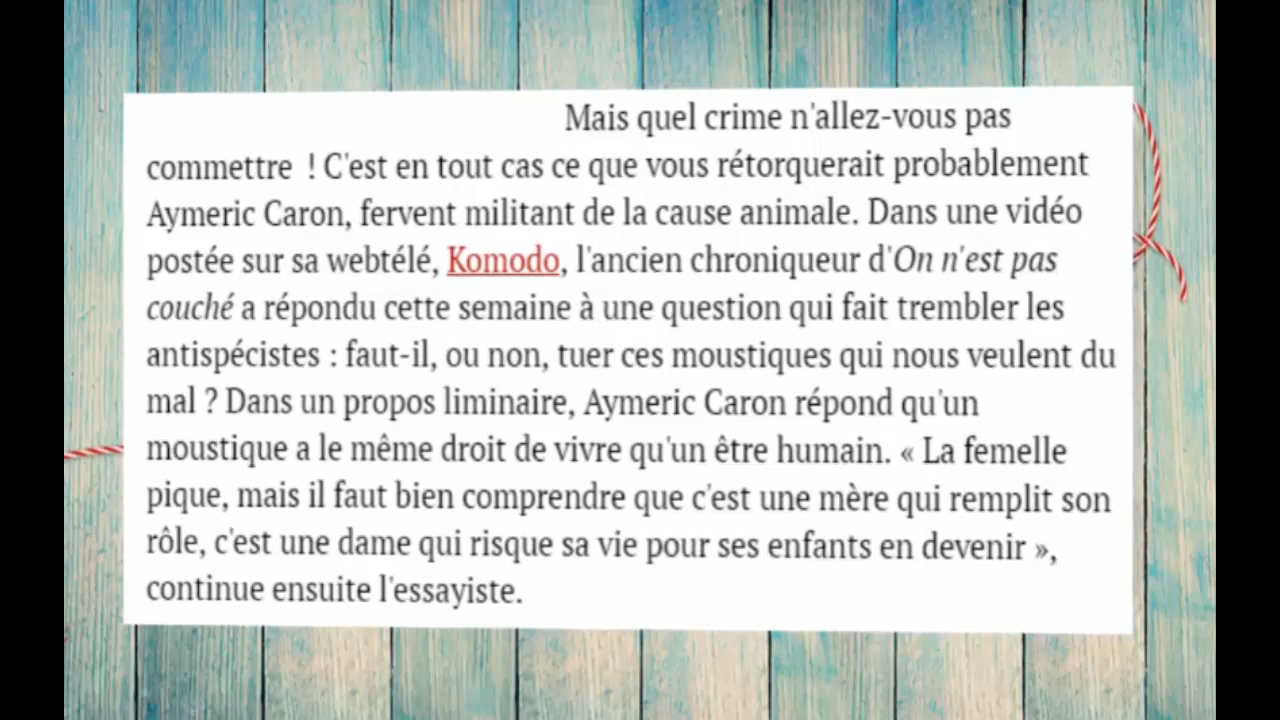 Mais quel crime n'allez-vous pas
commettre ! C'est en tout cas ce que vous rétorquerait probablement
Aymeric Caron, fervent militant de la cause animale. Dans une vidéo
postée sur sa webtélé, Komodo, l'ancien chroniqueur d'On n'est pas
couché a répondu cette semaine à une question qui fait trembler les
antispécistes : faut-il, ou non, tuer ces moustiques qui nous veulent du
mal ? Dans un propos liminaire, Aymeric Caron répond qu'un
moustique a le même droit de vivre qu'un être humain. « La femelle
pique, mais il faut bien comprendre que c'est une mère qui remplit son
rôle, c'est une dame qui risque sa vie pour ses enfants en devenir »,
continue ensuite l'essayiste.